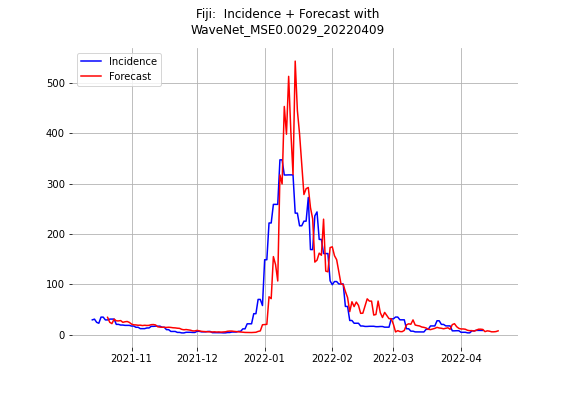 Fiji:  Incidence + Forecast with
WaveNet_MSE0.0029_20220409
Incidence
Forecast
500
400
300
200
100
0
2021-11 2021-12 2022-01 2022-02 2022-03 2022-04